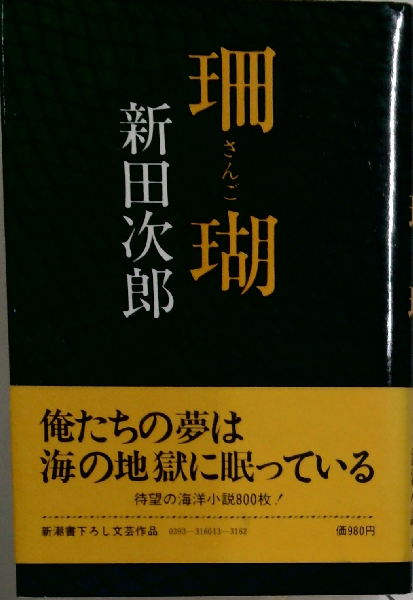 珊瑚
さんご
新田次郎
俺たちの夢は
海の地獄に眠っている
待望の海洋小説800枚!
新潮書下ろし文芸作品 0393—316013—3162 価980円